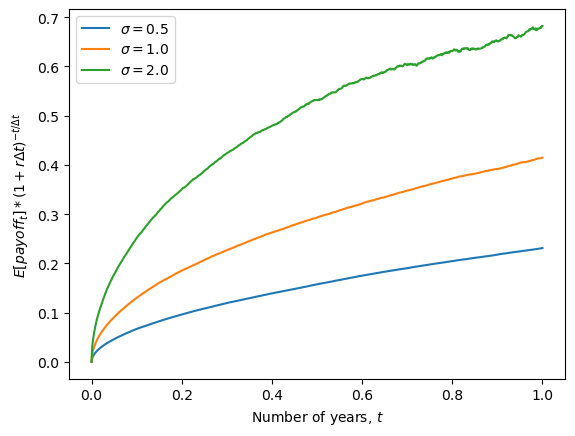 σ = 0.5
σ = 1.0
σ = 2.0
0.7
0.6
0.5
0.4
0.3
0.2
0.1
0.0
E[payoff_t] * (1 + rΔt)^{-t/Δt}
0.0 0.2 0.4 0.6 0.8 1.0
Number of years, t